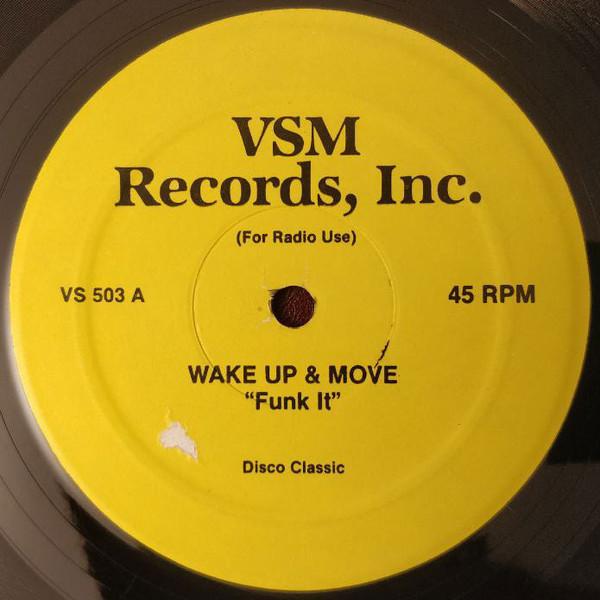 VSM
Records, Inc.
(For Radio Use)
VS 503 A
45 RPM
WAKE UP & MOVE
“Funk It”
Disco Classic